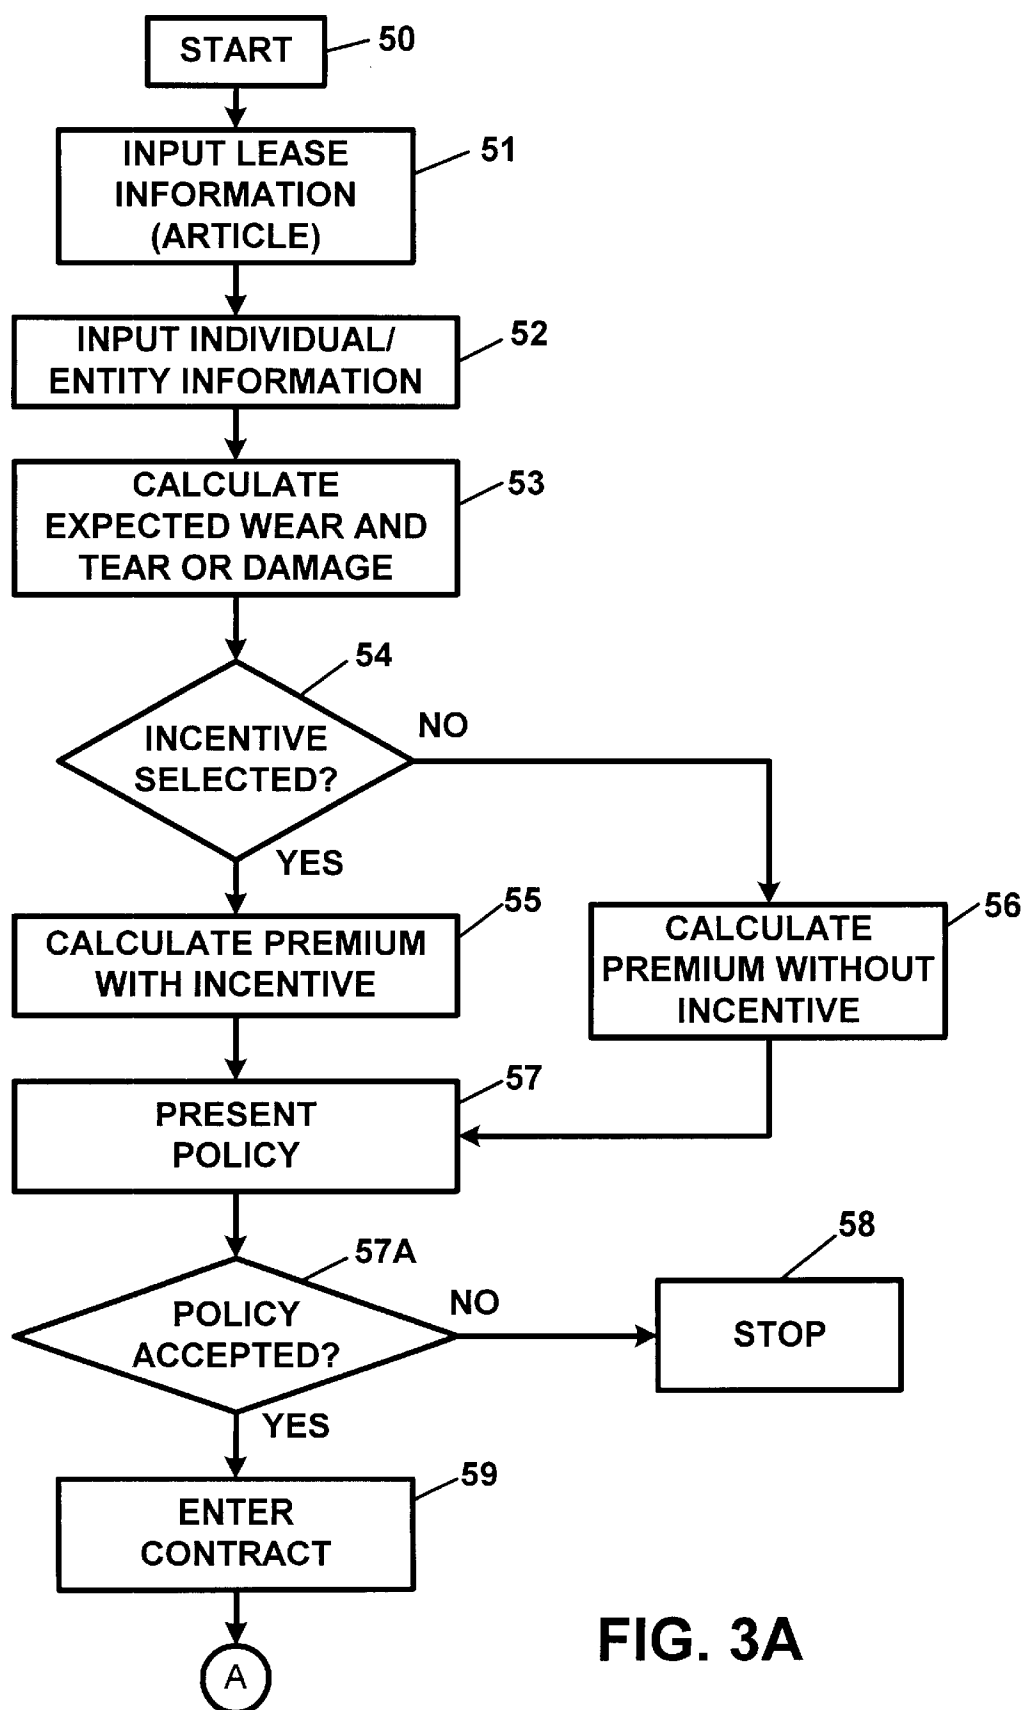 START
50
INPUT LEASE
INFORMATION
(ARTICLE)
51
INPUT INDIVIDUAL/
ENTITY INFORMATION
52
CALCULATE
EXPECTED WEAR AND
TEAR OR DAMAGE
53
54
INCENTIVE
SELECTED?
NO
YES
CALCULATE PREMIUM
WITH INCENTIVE
55
CALCULATE
PREMIUM WITHOUT
INCENTIVE
56
PRESENT
POLICY
57
57A
POLICY
ACCEPTED?
NO
YES
58
STOP
ENTER
CONTRACT
59
A
FIG. 3A